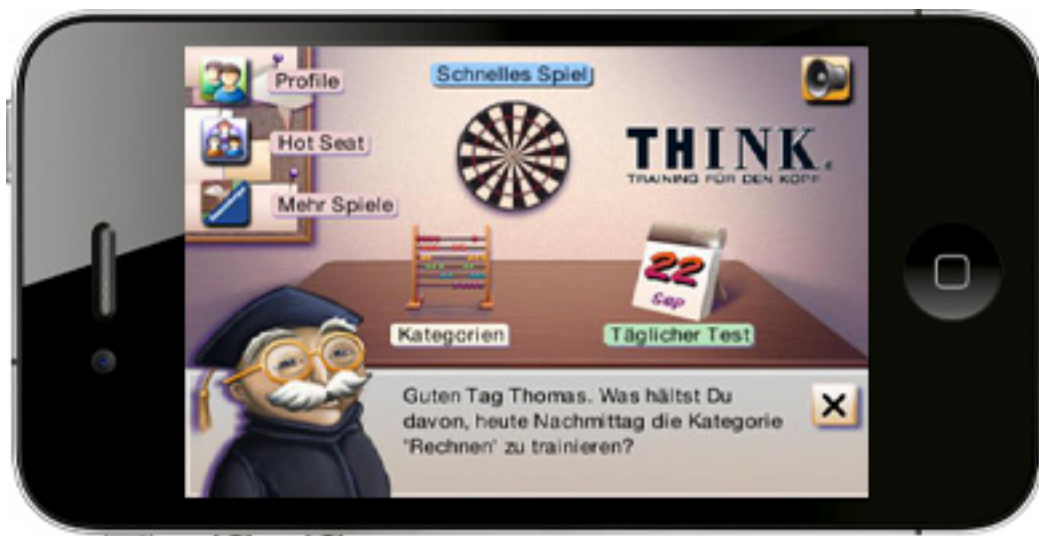 Profile
Hot Seat
Mehr Spiele
Schnelles Spiel
THINK
TRAINING FÜR DEN KOPF
22
Sep
Kategorien
Täglicher Test
Guten Tag Thomas. Was hältst Du
davon, heute Nachmittag die Kategorie
'Rechnen' zu trainieren?